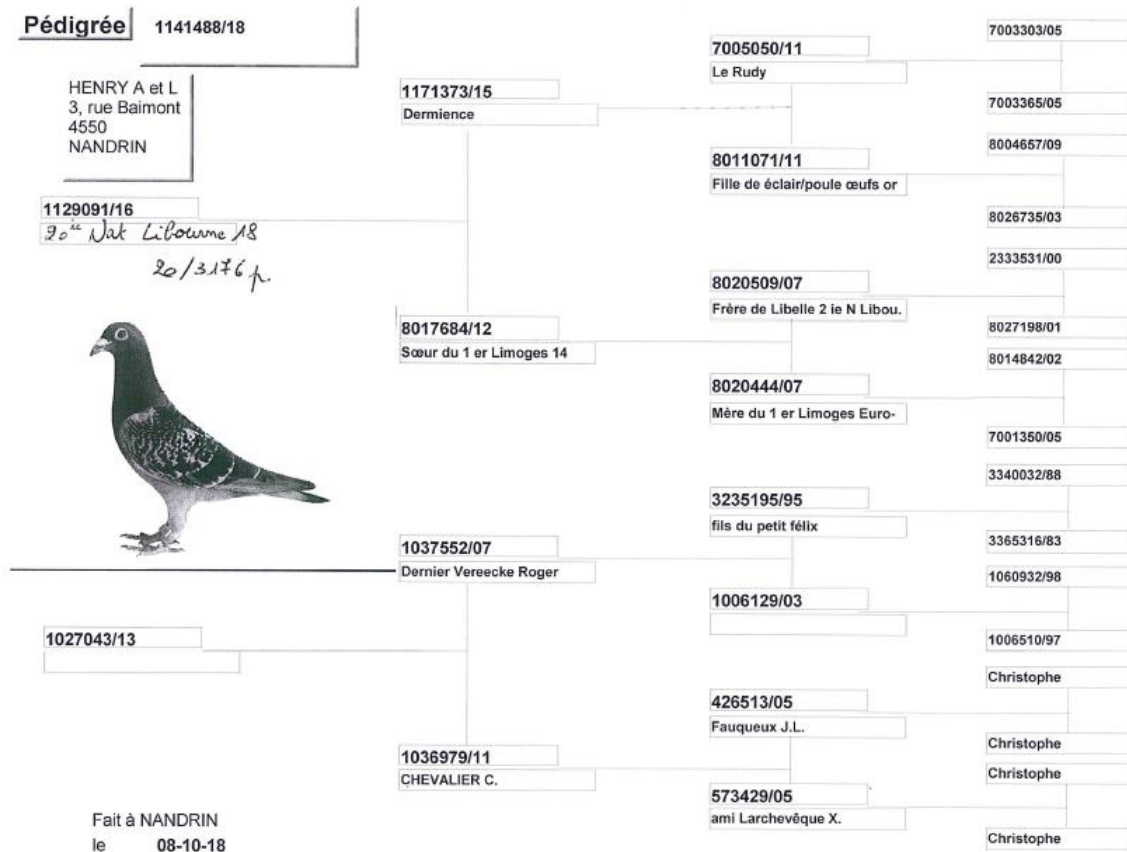 Pédigrée
1141488/18
HENRY A et L
3, rue Baimont
4550
NANDRIN
1129091/16
20ie Nat Libourne 18
20/3176 p.
1027043/13
Fait à NANDRIN
le 08-10-18
1171373/15
Dermience
8017684/12
Sœur du 1 er Limoges 14
1037552/07
Dernier Vereecke Roger
1036979/11
CHEVALIER C.
7005050/11
Le Rudy
8011071/11
Fille de éclair/poule œufs or
8020509/07
Frère de Libelle 2 ie N Libou.
8020444/07
Mére du 1 er Limoges Euro-
3235195/95
fils du petit félix
1006129/03
426513/05
Fauqueux J.L.
573429/05
ami Larchevêque X.
7003303/05
7003365/05
8004657/09
8026735/03
2333531/00
8027198/01
8014842/02
7001350/05
3340032/88
3365316/83
1060932/98
1006510/97
Christophe
Christophe
Christophe
Christophe